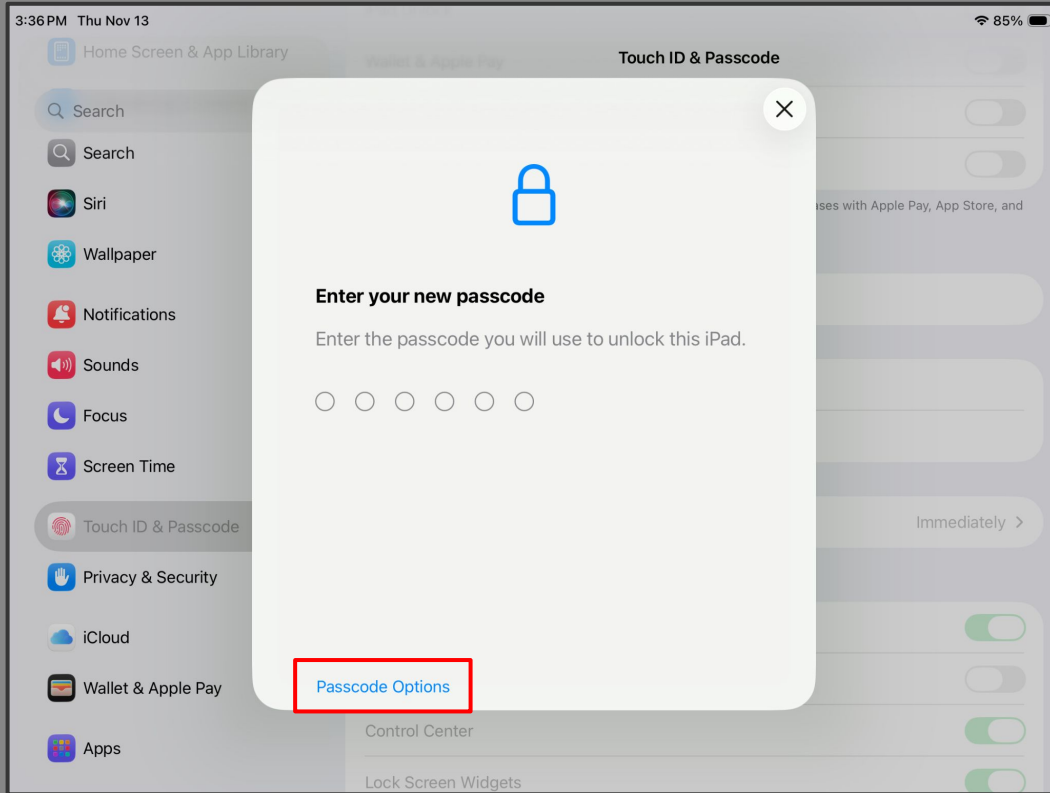 3:36 PM Thu Nov 13
85%
Home Screen & App Library
Wallet & Apple Pay
Touch ID & Passcode
Search
Search
Siri
ases with Apple Pay, App Store, and
Wallpaper
Enter your new passcode
Notifications
Enter the passcode you will use to unlock this iPad.
Sounds
Focus
Screen Time
Touch ID & Passcode
Immediately
Privacy & Security
iCloud
Wallet & Apple Pay
Passcode Options
Control Center
Apps
Lock Screen Widgets